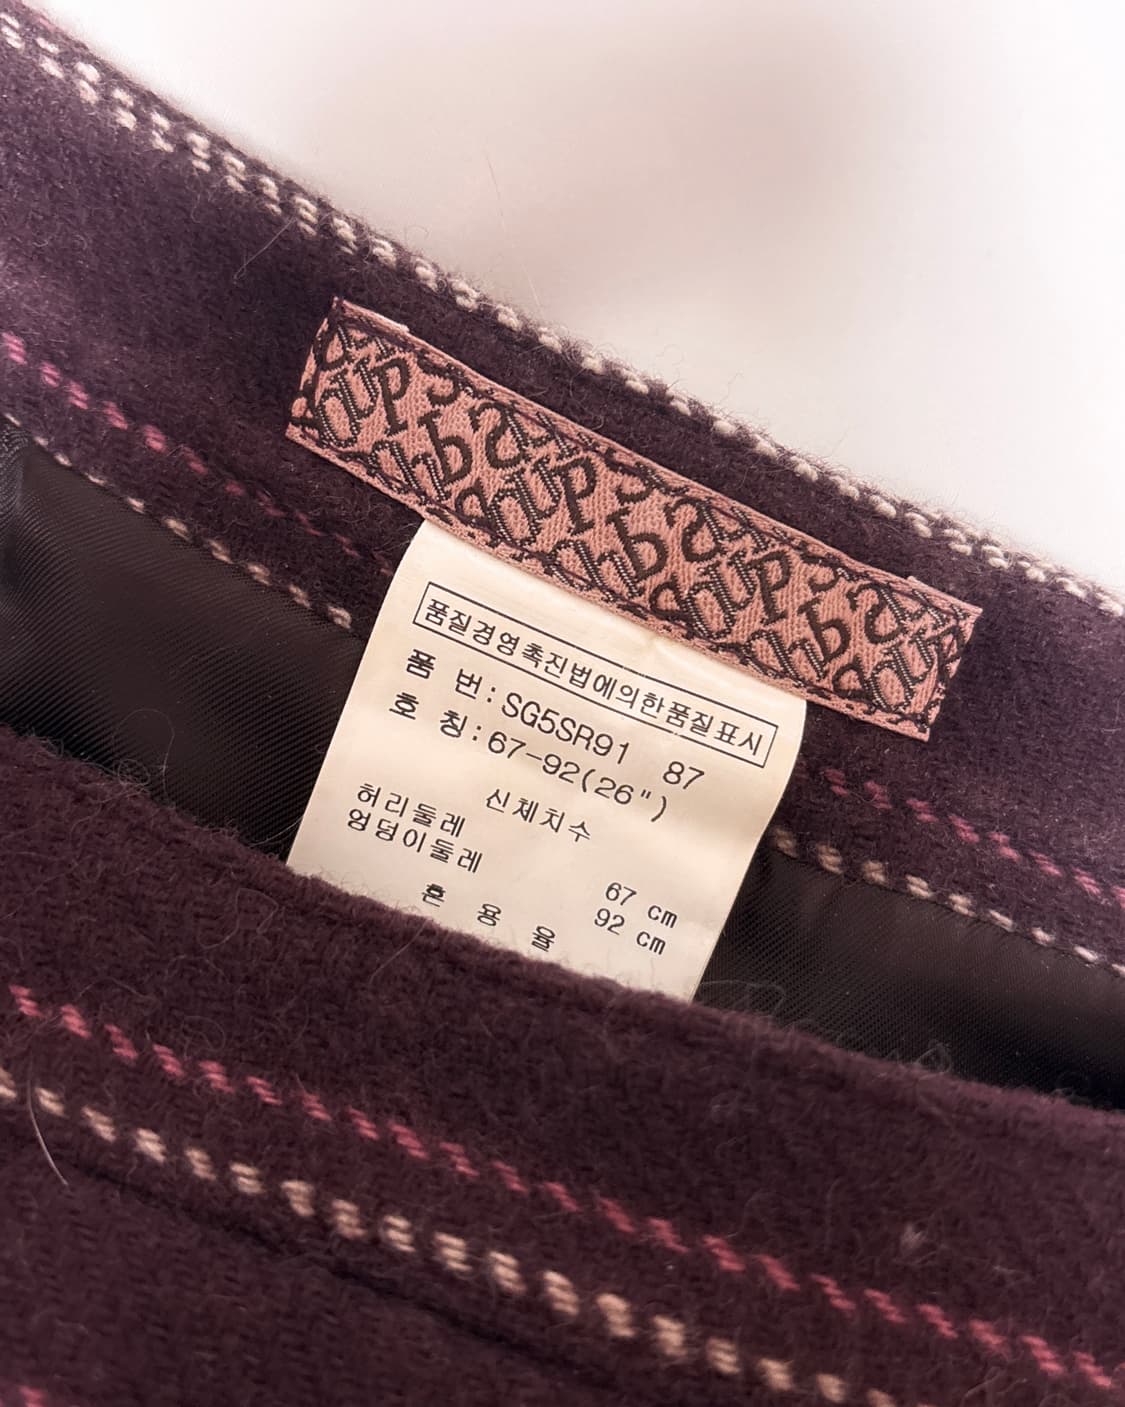 soup
품질경영촉진법에의한품질표시
품 번:SG5SR91 87
호 칭:67-92(26")
신체치수
허리둘레 67 cm
엉덩이둘레 92 cm
혼 용 율